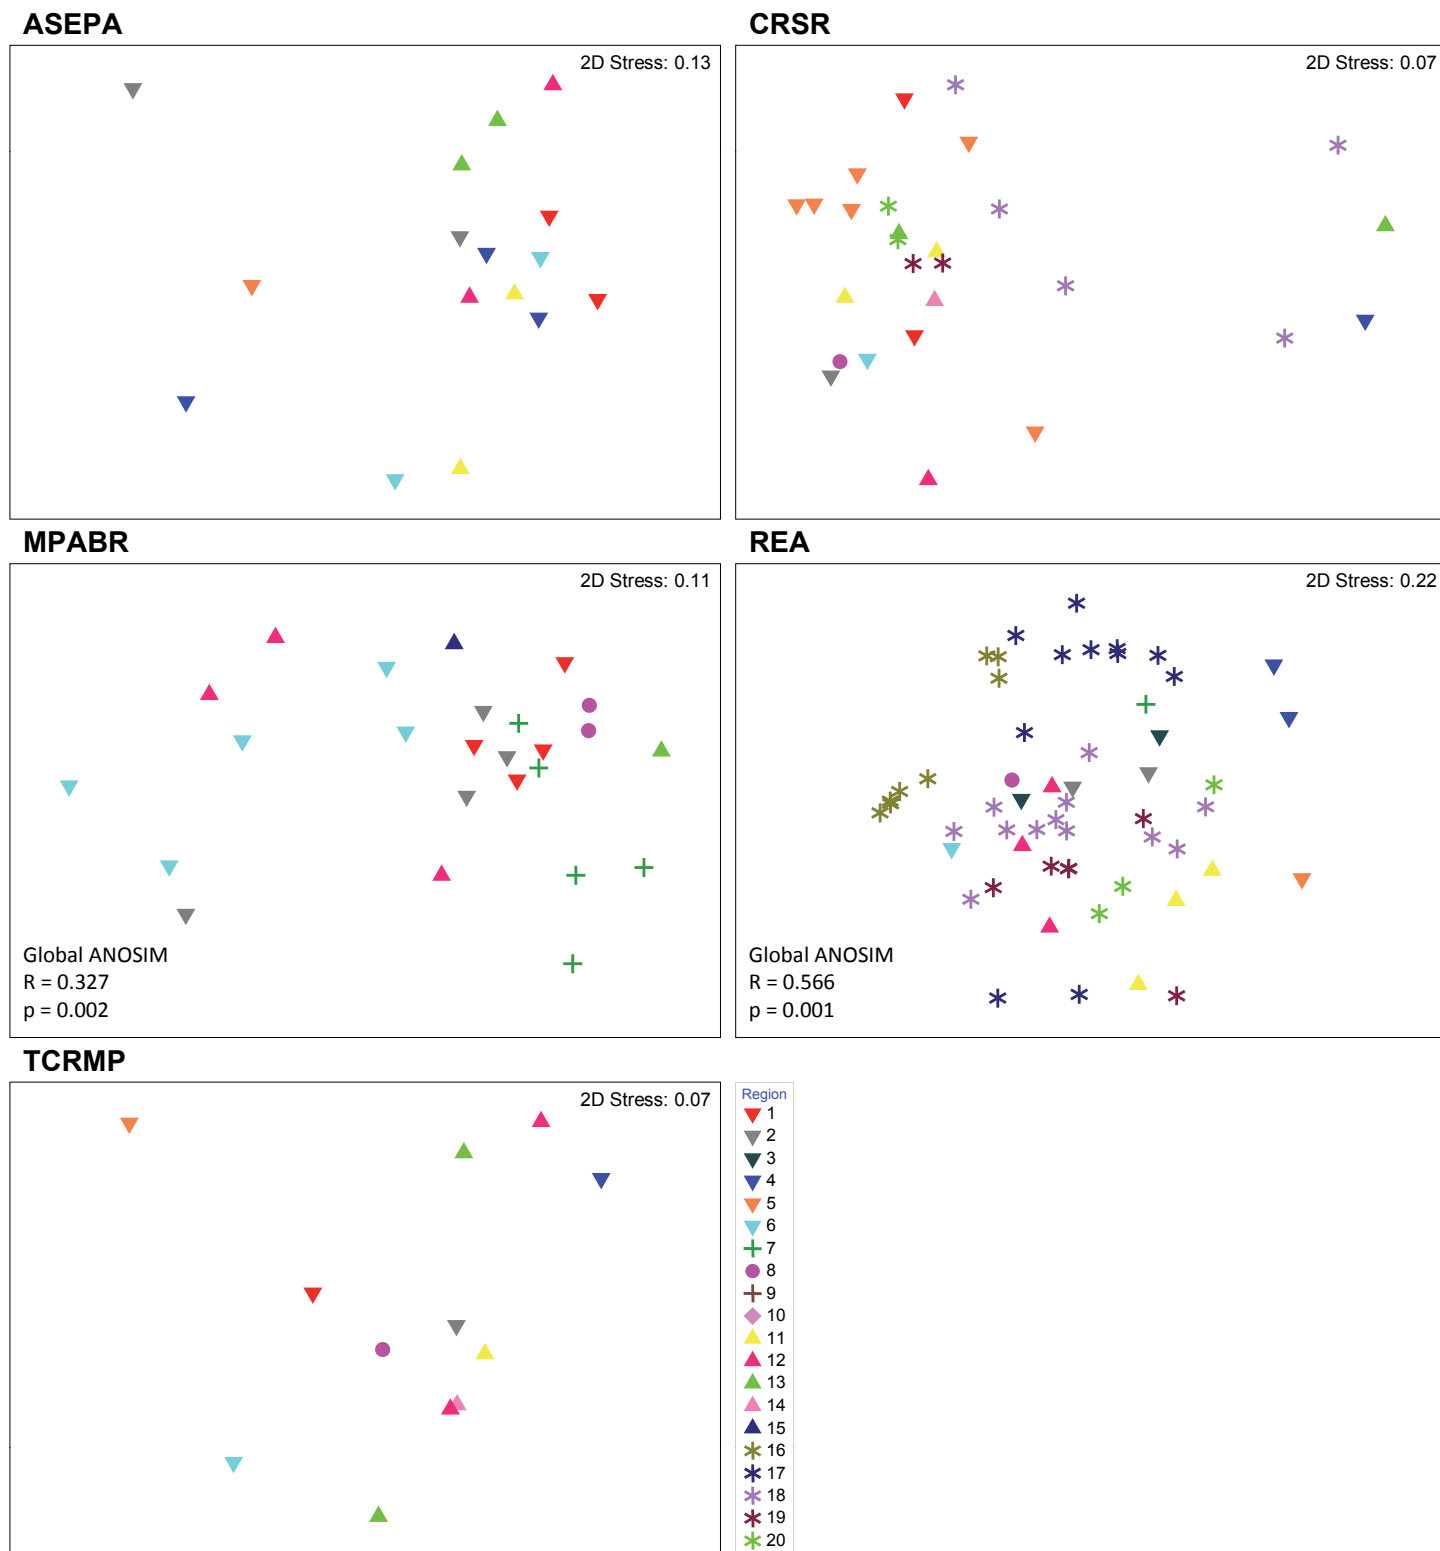 ASEPA
2D Stress: 0.13
CRSR
2D Stress: 0.07
MPABR
2D Stress: 0.11
Global ANOSIM
R = 0.327
p = 0.002
REA
2D Stress: 0.22
Global ANOSIM
R = 0.566
p = 0.001
TCRMP
2D Stress: 0.07
Region
1
2
3
4
5
6
7
8
9
10
11
12
13
14
15
16
17
18
19
20